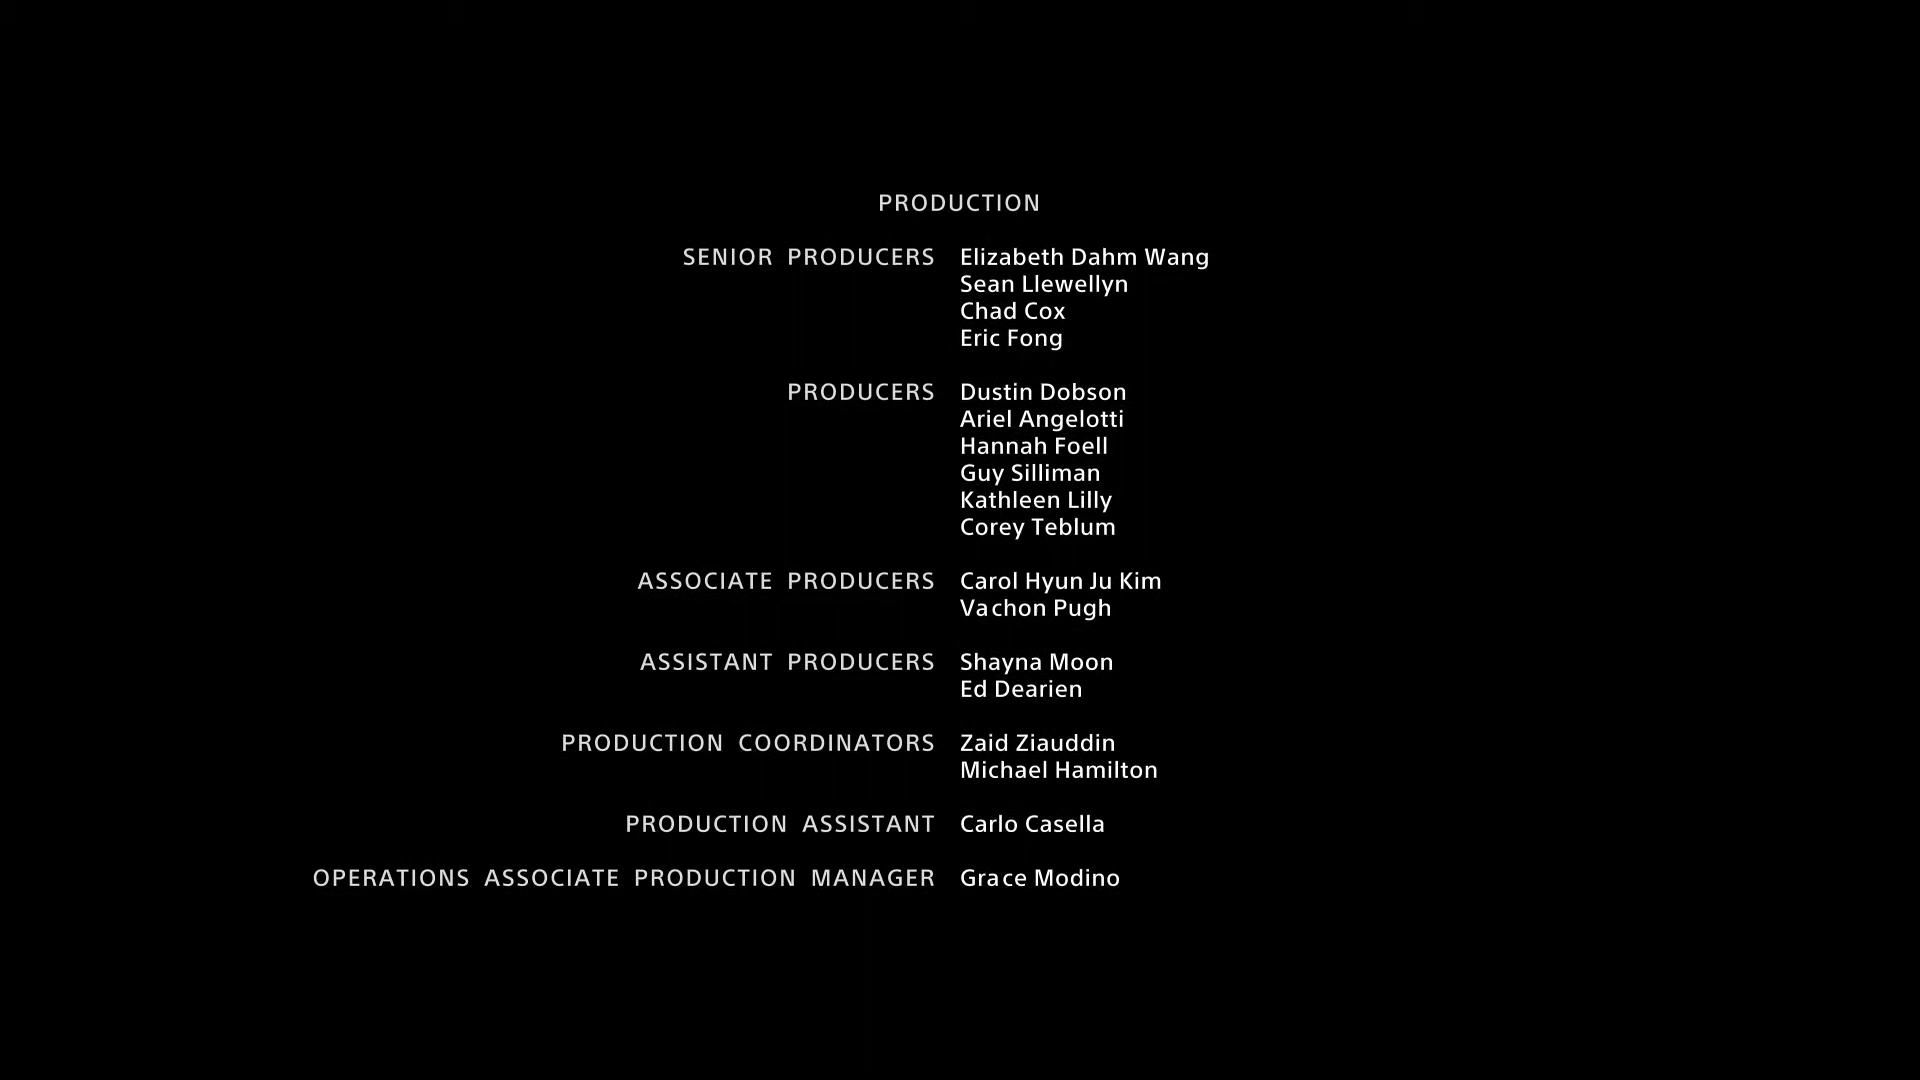 PRODUCTION
SENIOR PRODUCERS Elizabeth Dahm Wang
Sean Llewellyn
Chad Cox
Eric Fong
PRODUCERS Dustin Dobson
Ariel Angelotti
Hannah Foell
Guy Silliman
Kathleen Lilly
Corey Teblum
ASSOCIATE PRODUCERS Carol Hyun Ju Kim
Vachon Pugh
ASSISTANT PRODUCERS Shayna Moon
Ed Dearien
PRODUCTION COORDINATORS Zaid Ziauddin
Michael Hamilton
PRODUCTION ASSISTANT Carlo Casella
OPERATIONS ASSOCIATE PRODUCTION MANAGER Grace Modino